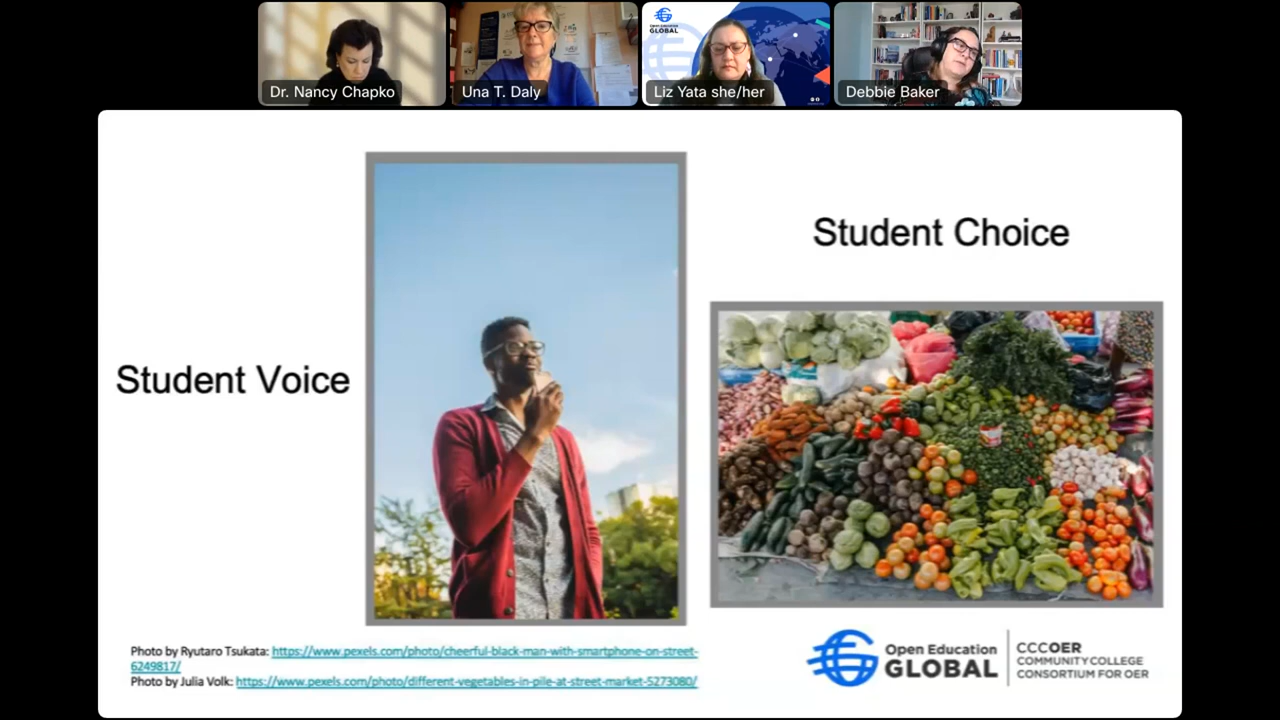 Open Education
GLOBAL
Dr. Nancy Chapko
Una T. Daly
Liz Yata she/her
Debbie Baker
Student Choice
Student Voice
Photo by Ryutaro Tsukata: https://www.pexels.com/photo/cheerful-black-man-with-smartphone-on-street-
6249817/
Photo by Julia Volk: https://www.pexels.com/photo/different-vegetables-in-pile-at-street-market-5273080/
Open Education
GLOBAL
CCCOER
COMMUNITY COLLEGE
CONSORTIUM FOR OER